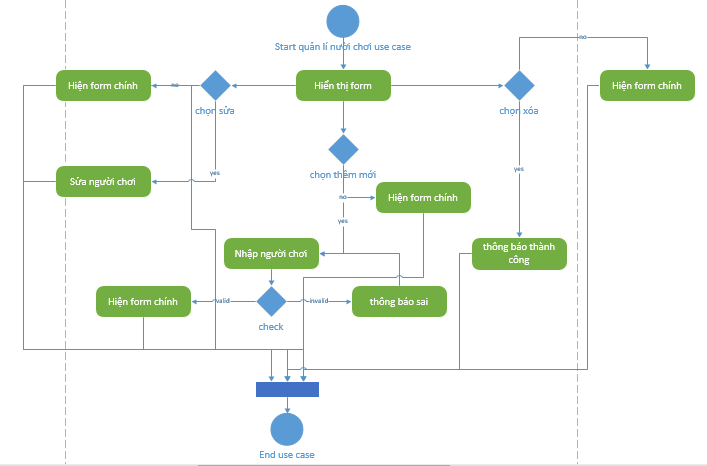 Start quản lí nười chơi use case
no
Hiện form chính
no
Hiển thị form
Hiện form chính
chọn sửa
chọn xóa
chọn thêm mới
yes
yes
Sửa người chơi
no
Hiện form chính
yes
Nhập người chơi
thông báo thành
công
Hiện form chính
valid
invalid
thông báo sai
check
End use case